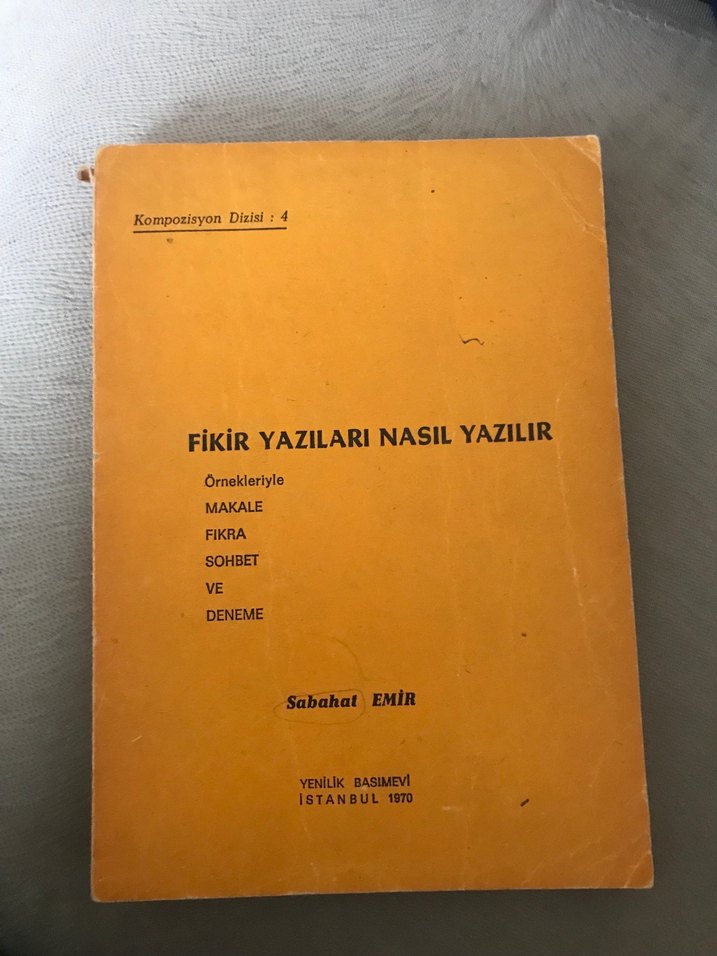 Kompozisyon Dizisi : 4
FİKİR YAZILARI NASIL YAZILIR
Örnekleriyle
MAKALE
FIKRA
SOHBET
VE
DENEME
Sabahat EMİR
YENİLİK BASIMEVİ
İSTANBUL 1970